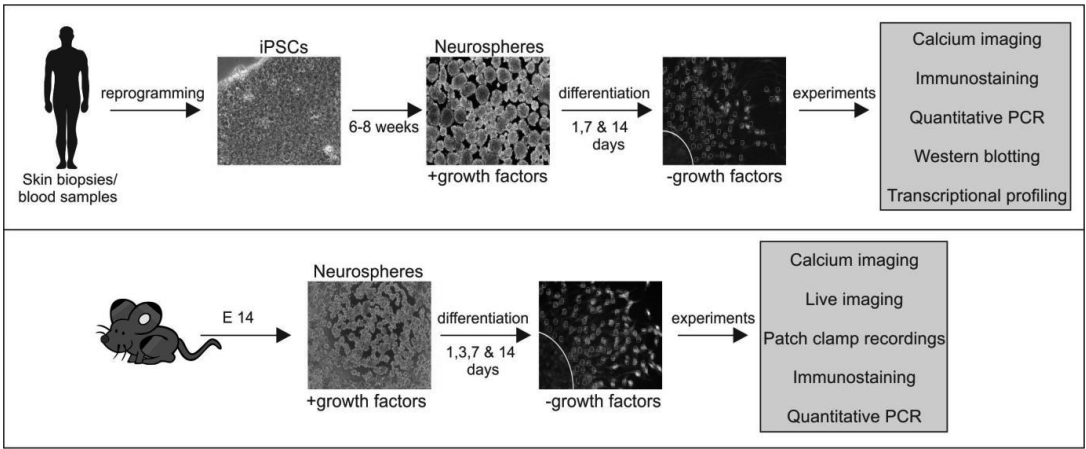 iPSCs
Neurospheres
reprogramming
6-8 weeks
differentiation
1,7 & 14
days
experiments
Skin biopsies/
blood samples
+growth factors
-growth factors
Calcium imaging
Immunostaining
Quantitative PCR
Western blotting
Transcriptional profiling
Neurospheres
E 14
differentiation
1,3,7 & 14
days
experiments
+growth factors
-growth factors
Calcium imaging
Live imaging
Patch clamp recordings
Immunostaining
Quantitative PCR